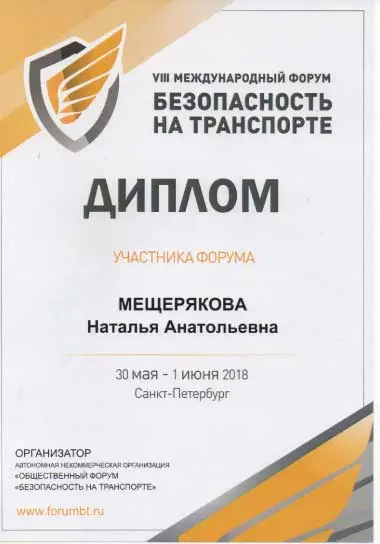 VIII МЕЖДУНАРОДНЫЙ ФОРУМ
БЕЗОПАСНОСТЬ
НА ТРАНСПОРТЕ
ДИПЛОМ
УЧАСТНИКА ФОРУМА
МЕЩЕРЯКОВА
Наталья Анатольевна
30 мая - 1 июня 2018
Санкт-Петербург
ОРГАНИЗАТОР
АВТОНОМНАЯ НЕКОММЕРЧЕСКАЯ ОРГАНИЗАЦИЯ
«ОБЩЕСТВЕННЫЙ ФОРУМ
«БЕЗОПАСНОСТЬ НА ТРАНСПОРТЕ»
www.forumbt.ru